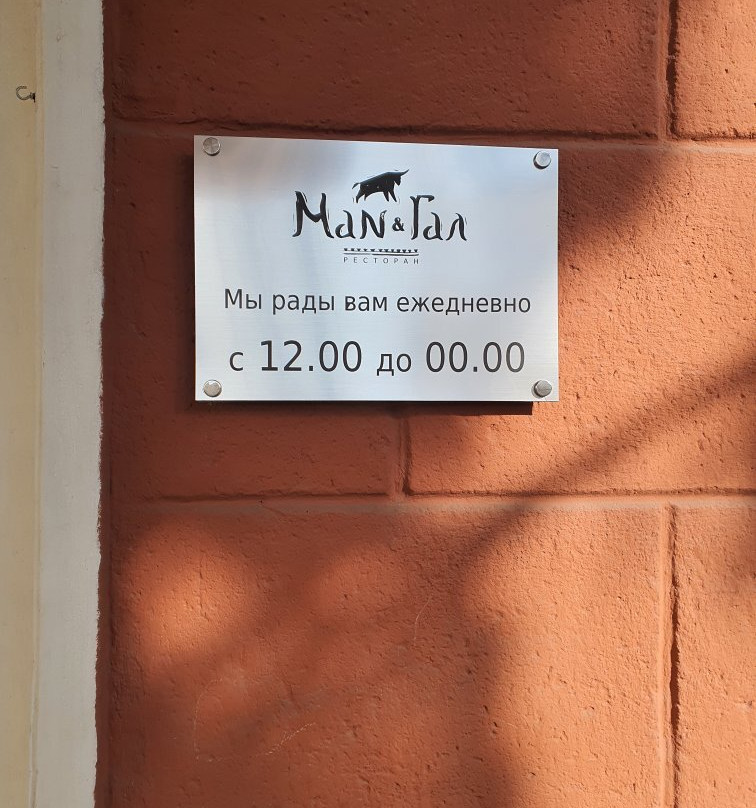 Ман & Гал
РЕСТОРАН
Мы рады вам ежедневно
с 12.00 до 00.00